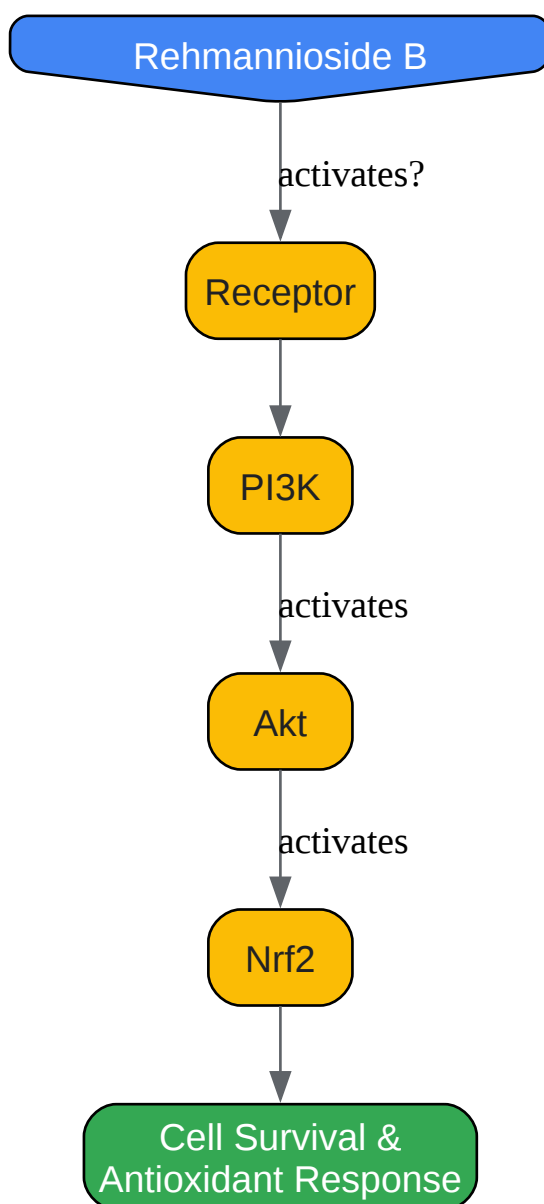 Rehmannioside B
activates?
Receptor
PI3K
activates
Akt
activates
Nrf2
Cell Survival &
Antioxidant Response